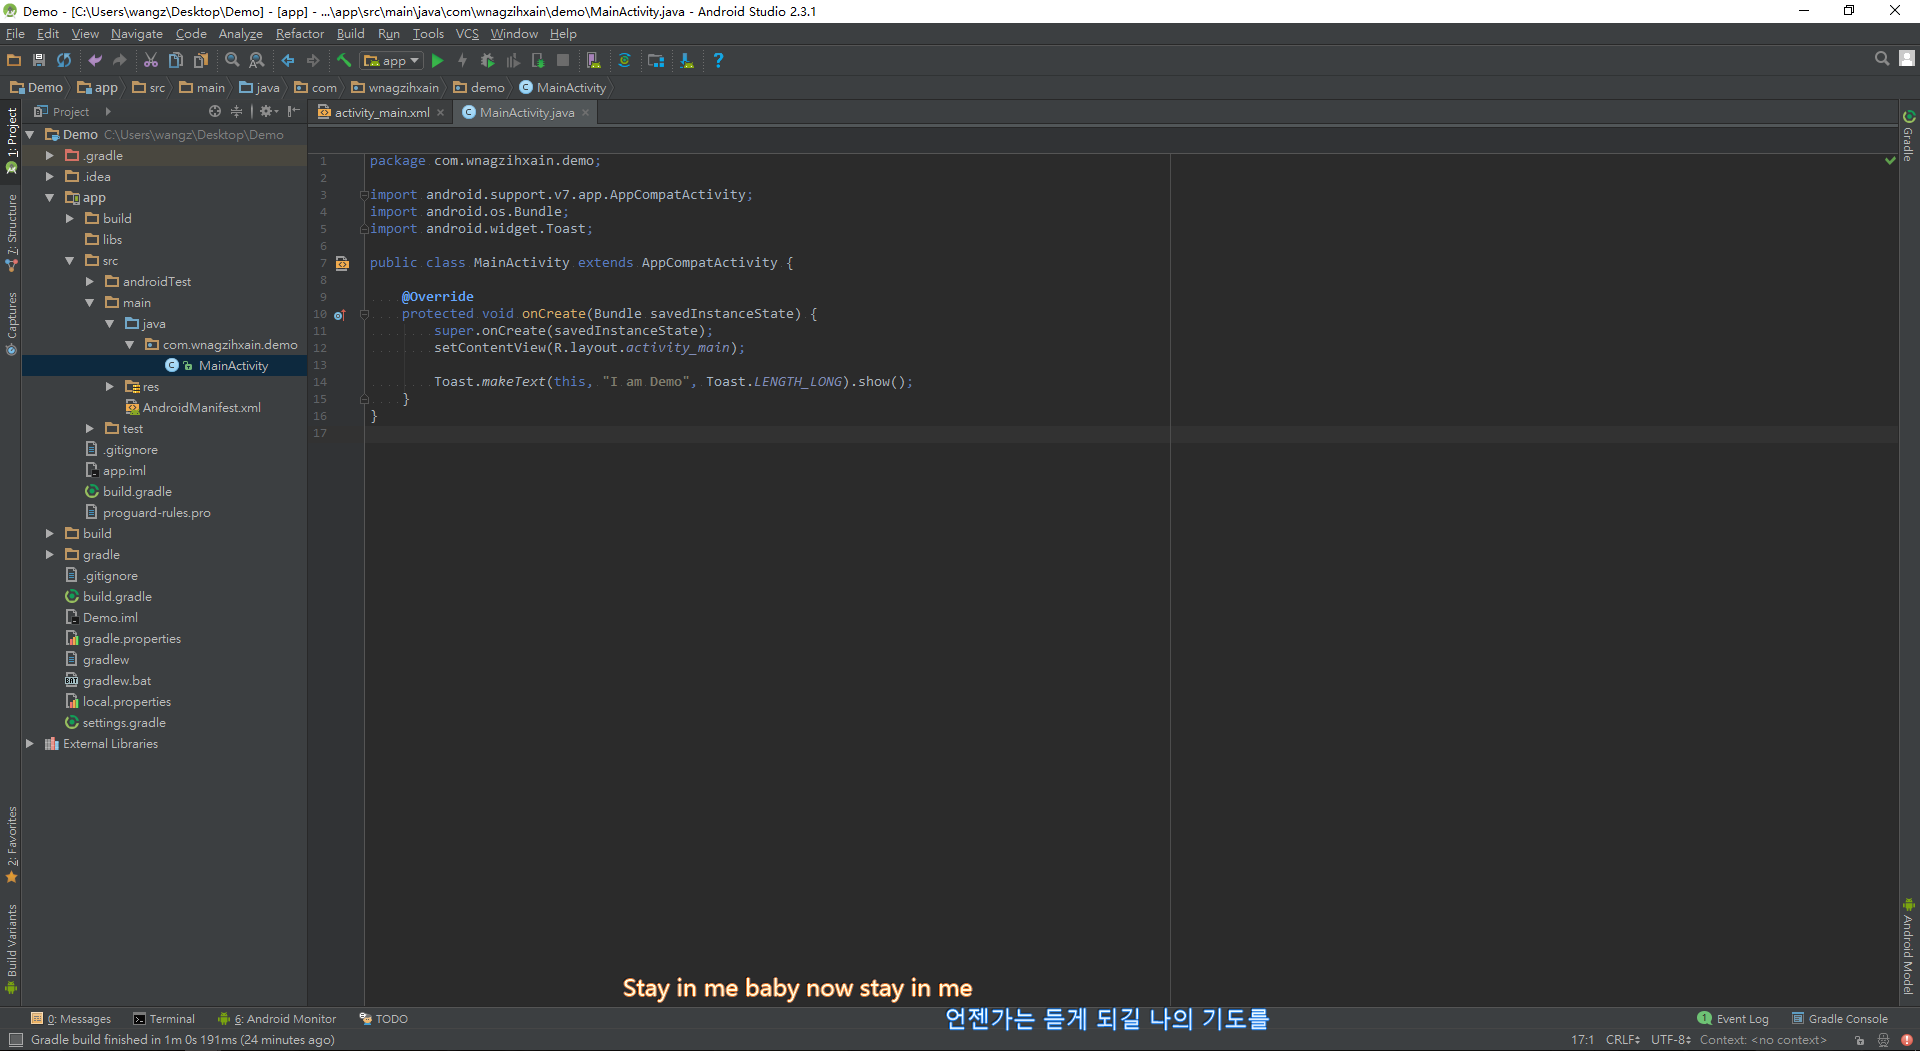 Demo - [C:\Users\wangz\Desktop\Demo] - [app] - ...\app\src\main\java\com\wnagzihxain\demo\MainActivity.java - Android Studio 2.3.1
File Edit View Navigate Code Analyze Refactor Build Run Tools VCS Window Help
app
Demo app src main java com wnagzihxain demo MainActivity
Project
activity_main.xml
MainActivity.java
1: Project
7: Structure
Captures
2: Favorites
Build Variants
Demo C:\Users\wangz\Desktop\Demo
.gradle
.idea
app
build
libs
src
androidTest
main
java
com.wnagzihxain.demo
MainActivity
res
AndroidManifest.xml
test
.gitignore
app.iml
build.gradle
proguard-rules.pro
build
gradle
.gitignore
build.gradle
Demo.iml
gradle.properties
gradlew
gradlew.bat
local.properties
settings.gradle
External Libraries
1 package com.wnagzihxain.demo;
2
3 import android.support.v7.app.AppCompatActivity;
4 import android.os.Bundle;
5 import android.widget.Toast;
6
7 public class MainActivity extends AppCompatActivity {
8
9 @Override
10 protected void onCreate(Bundle savedInstanceState) {
11 super.onCreate(savedInstanceState);
12 setContentView(R.layout.activity_main);
13
14 Toast.makeText(this, "I am Demo", Toast.LENGTH_LONG).show();
15 }
16 }
17
Gradle
Android Model
Stay in me baby now stay in me
언젠가는 듣게 되길 나의 기도를
0: Messages Terminal 6: Android Monitor TODO
1 Event Log Gradle Console
Gradle build finished in 1m 0s 191ms (24 minutes ago)
17:1 CRLF UTF-8 Context: <no context>